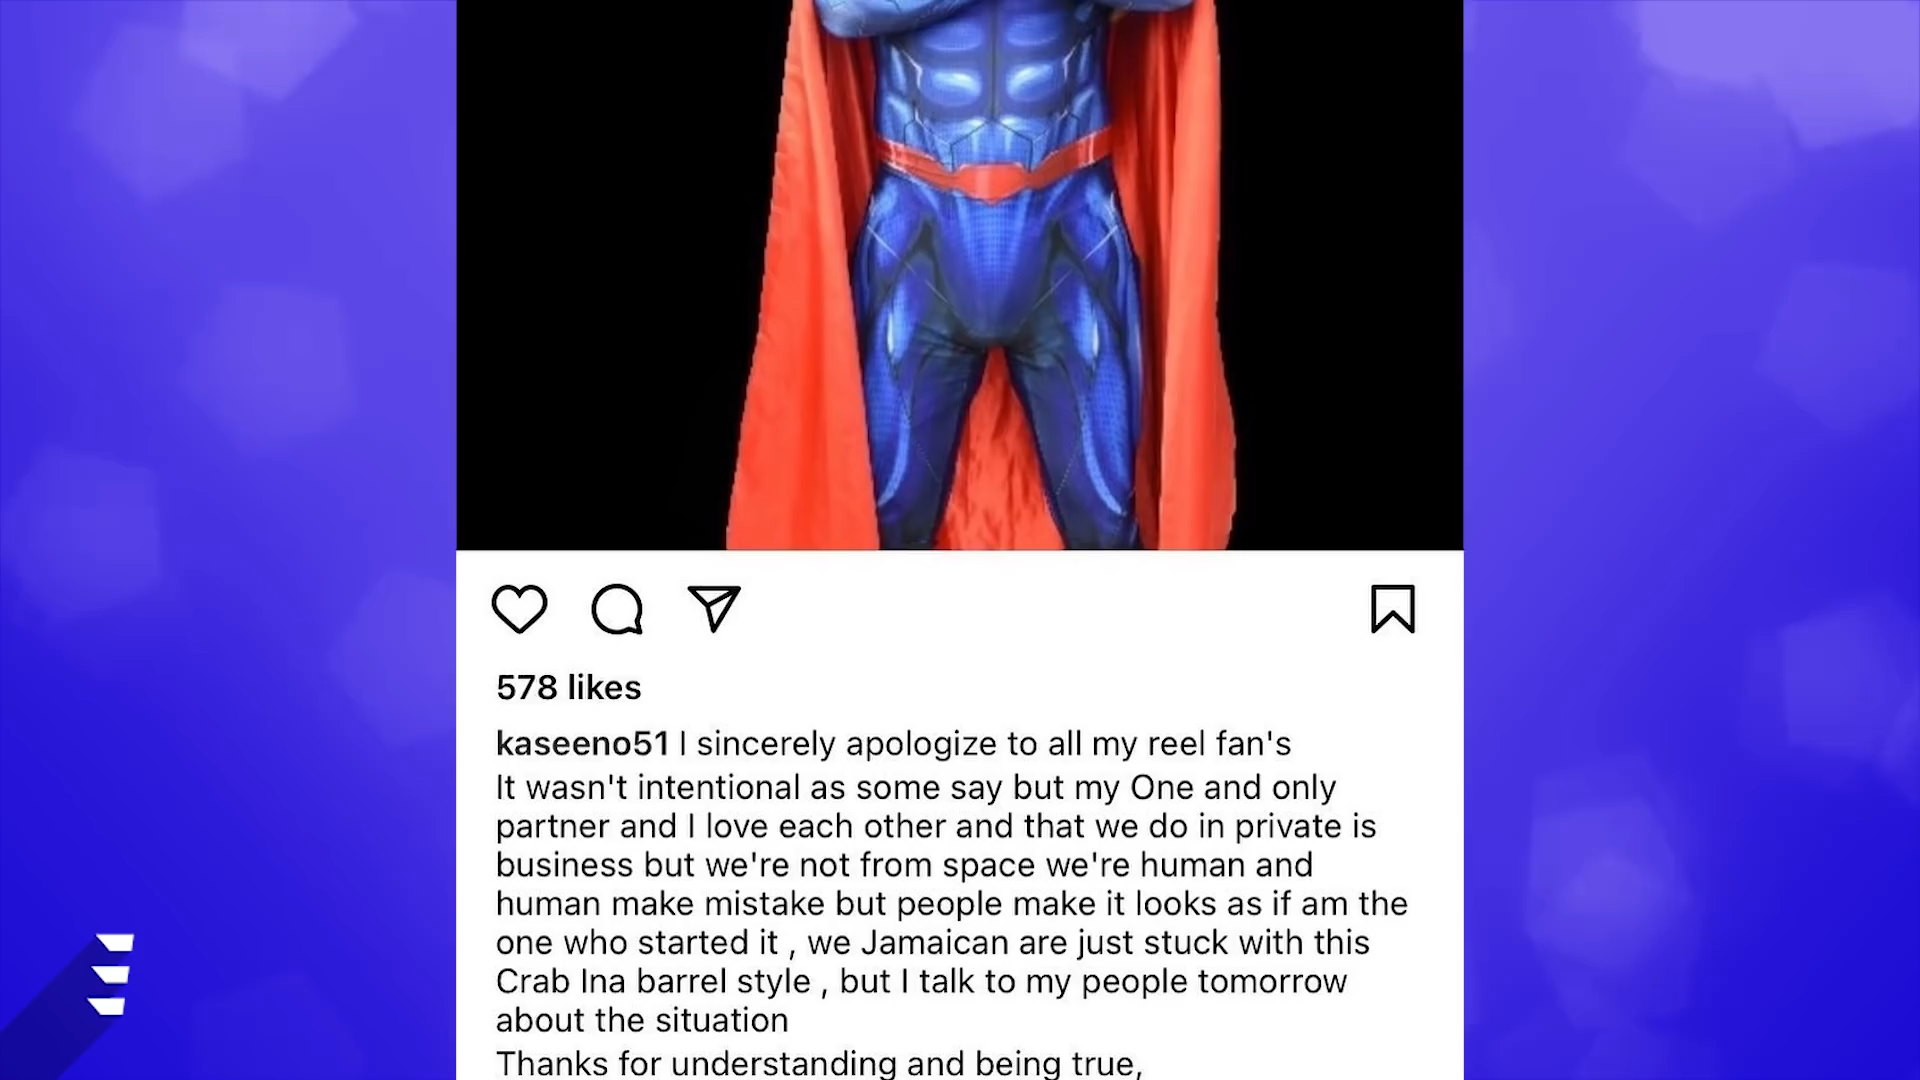 578 likes
kaseeno51 I sincerely apologize to all my reel fan's
It wasn't intentional as some say but my One and only
partner and I love each other and that we do in private is
business but we're not from space we're human and
human make mistake but people make it looks as if am the
one who started it , we Jamaican are just stuck with this
Crab Ina barrel style , but I talk to my people tomorrow
about the situation
Thanks for understanding and being true,